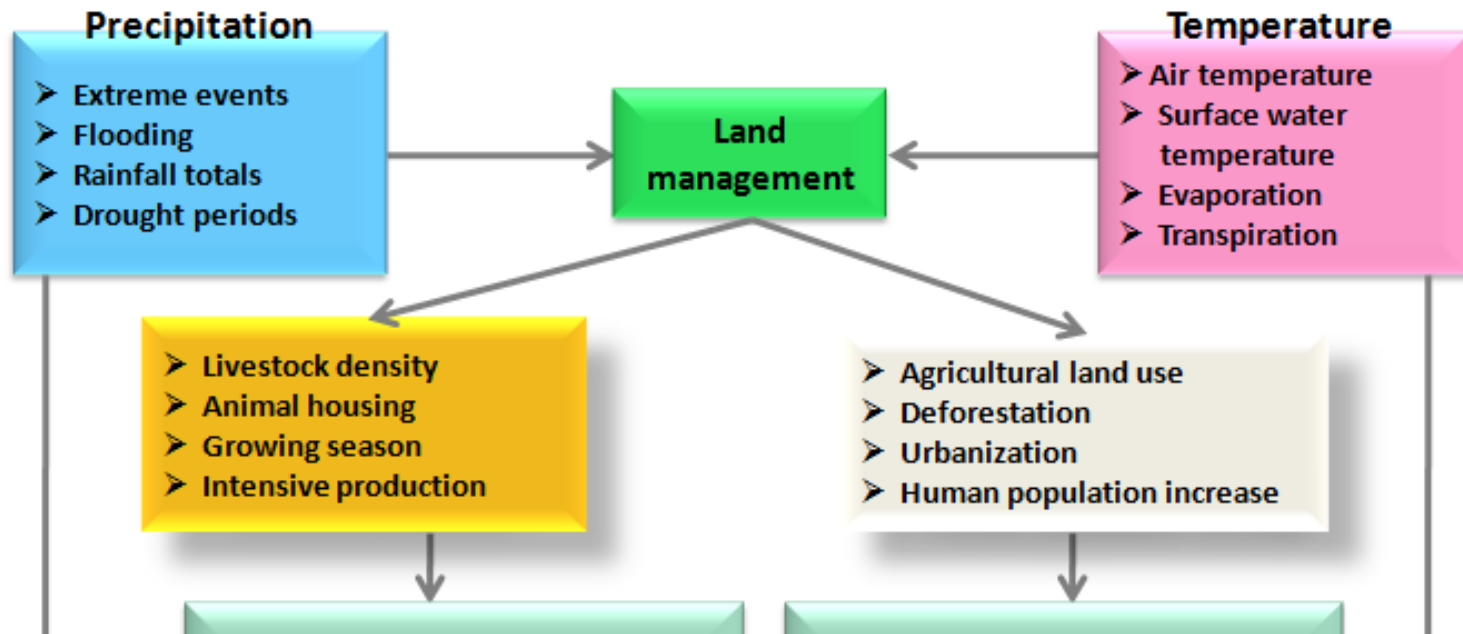 Precipitation
➢ Extreme events
➢ Flooding
➢ Rainfall totals
➢ Drought periods
Land
management
Temperature
➢ Air temperature
➢ Surface water
temperature
➢ Evaporation
➢ Transpiration
➢ Livestock density
➢ Animal housing
➢ Growing season
➢ Intensive production
➢ Agricultural land use
➢ Deforestation
➢ Urbanization
➢ Human population increase